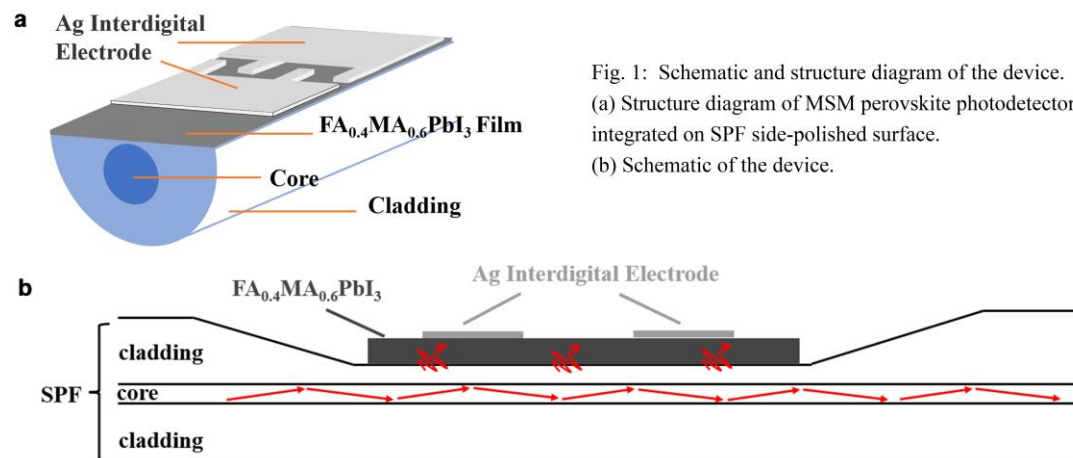 a
Ag Interdigital
Electrode
FA₀.₄MA₀.₆PbI₃ Film
Core
Cladding
Fig. 1: Schematic and structure diagram of the device.
(a) Structure diagram of MSM perovskite photodetector
integrated on SPF side-polished surface.
(b) Schematic of the device.
b
Ag Interdigital Electrode
FA₀.₄MA₀.₆PbI₃
cladding
SPF
core
cladding